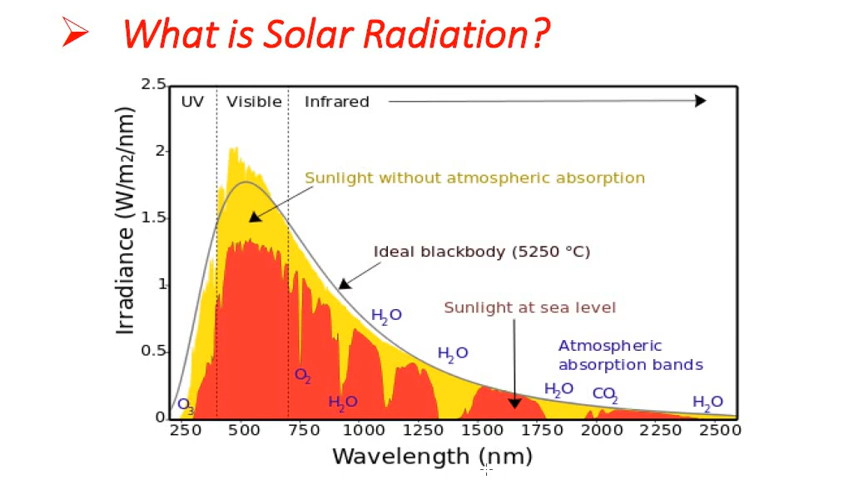 ➢ What is Solar Radiation?
2.5
UV Visible Infrared
2
Sunlight without atmospheric absorption
1.5
Ideal blackbody (5250 °C)
1
Sunlight at sea level
H₂O
Atmospheric
absorption bands
H₂O
0.5
O₂
H₂O
H₂O
CO₂
H₂O
O₃
0
250 500 750 1000 1250 1500 1750 2000 2250 2500
Wavelength (nm)
Irradiance (W/m2/nm)